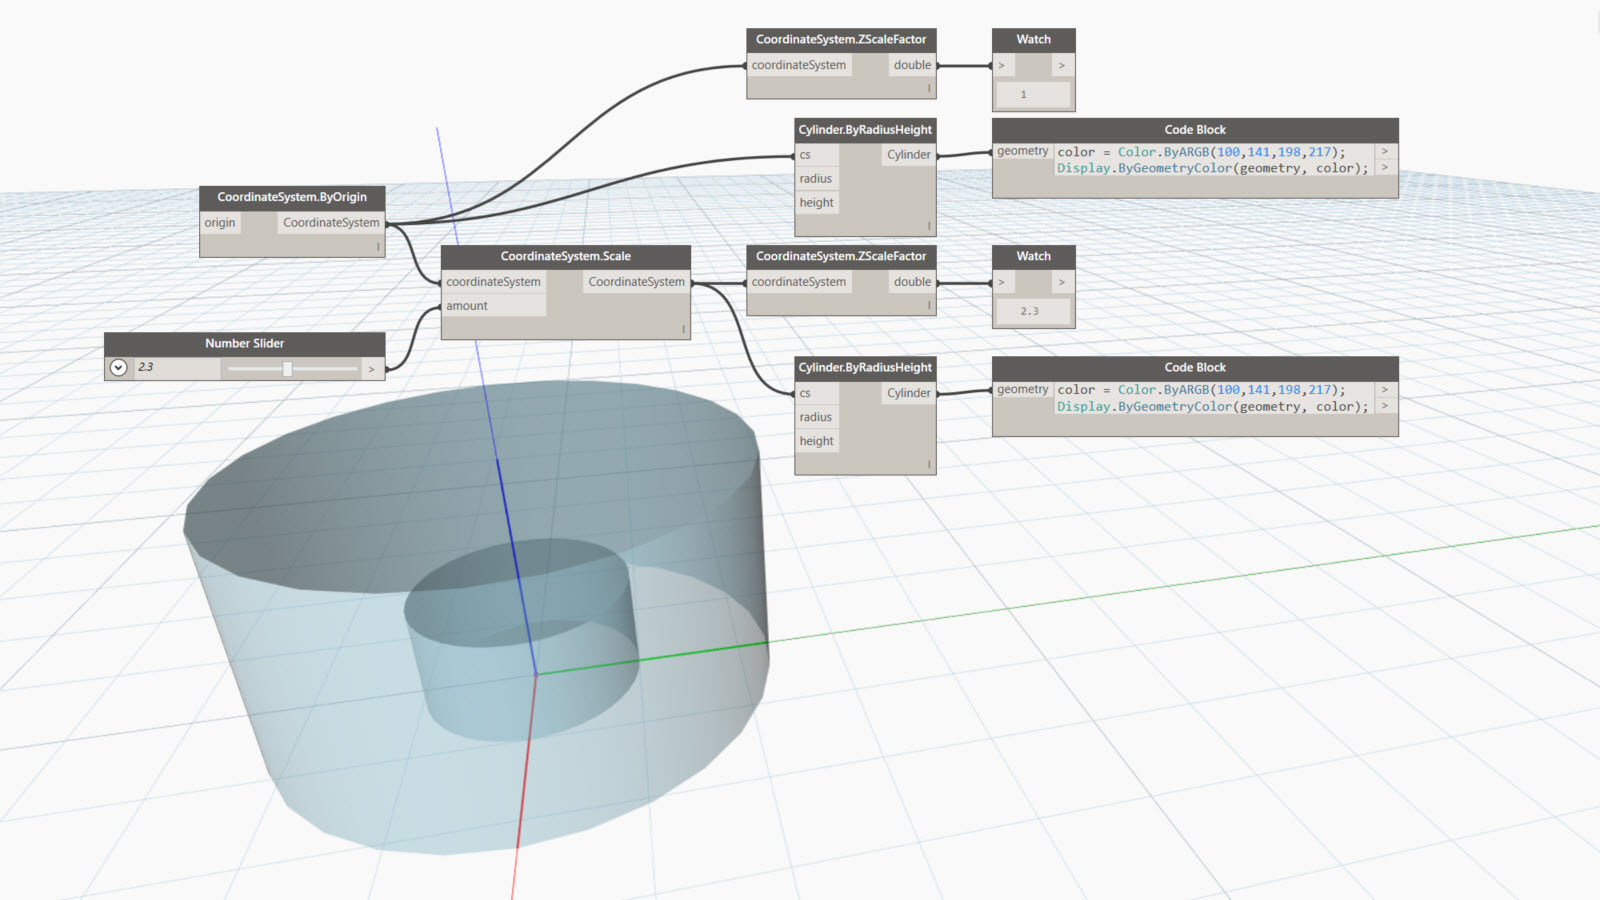 CoordinateSystem.ZScaleFactor
coordinateSystem double
|
Watch
> >
1
Cylinder.ByRadiusHeight
cs Cylinder
radius
height
|
Code Block
geometry color = Color.ByARGB(100,141,198,217); >
Display.ByGeometryColor(geometry, color); >
CoordinateSystem.ByOrigin
origin CoordinateSystem
|
CoordinateSystem.Scale
coordinateSystem CoordinateSystem
amount
|
CoordinateSystem.ZScaleFactor
coordinateSystem double
|
Watch
> >
2.3
Number Slider
2.3 >
Cylinder.ByRadiusHeight
cs Cylinder
radius
height
|
Code Block
geometry color = Color.ByARGB(100,141,198,217); >
Display.ByGeometryColor(geometry, color); >